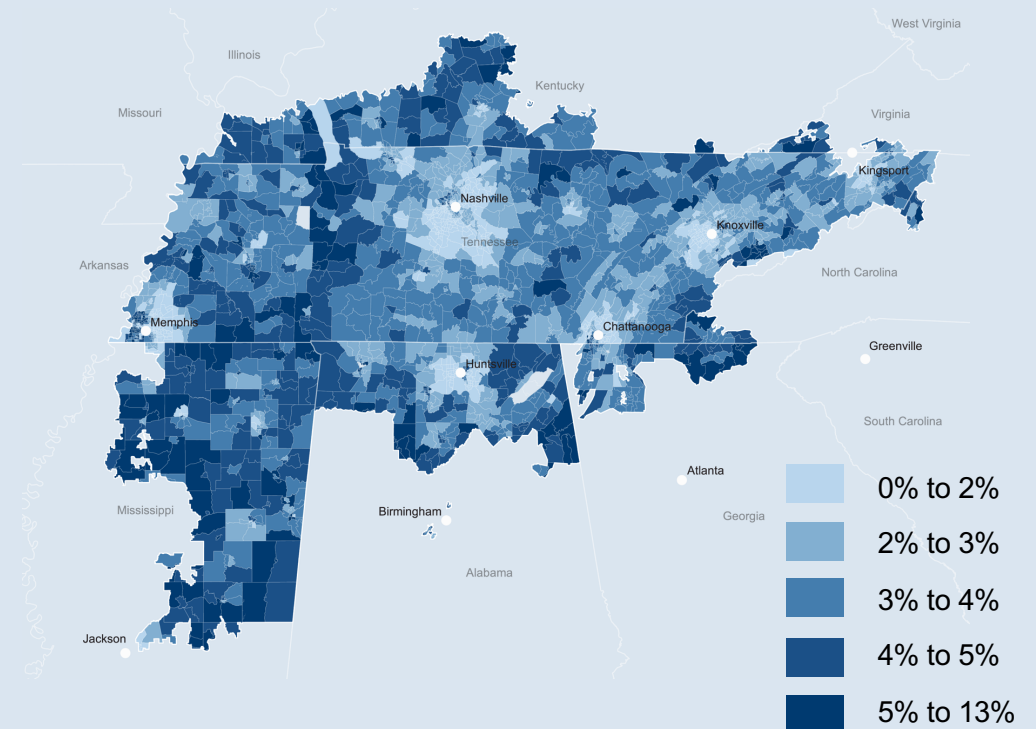 West Virginia
Illinois
Kentucky
Missouri
Virginia
Kingsport
Nashville
Knoxville
Tennessee
Arkansas
North Carolina
Memphis
Chattanooga
Greenville
Huntsville
South Carolina
Atlanta
0% to 2%
Mississippi
Birmingham
Georgia
2% to 3%
Alabama
3% to 4%
Jackson
4% to 5%
5% to 13%